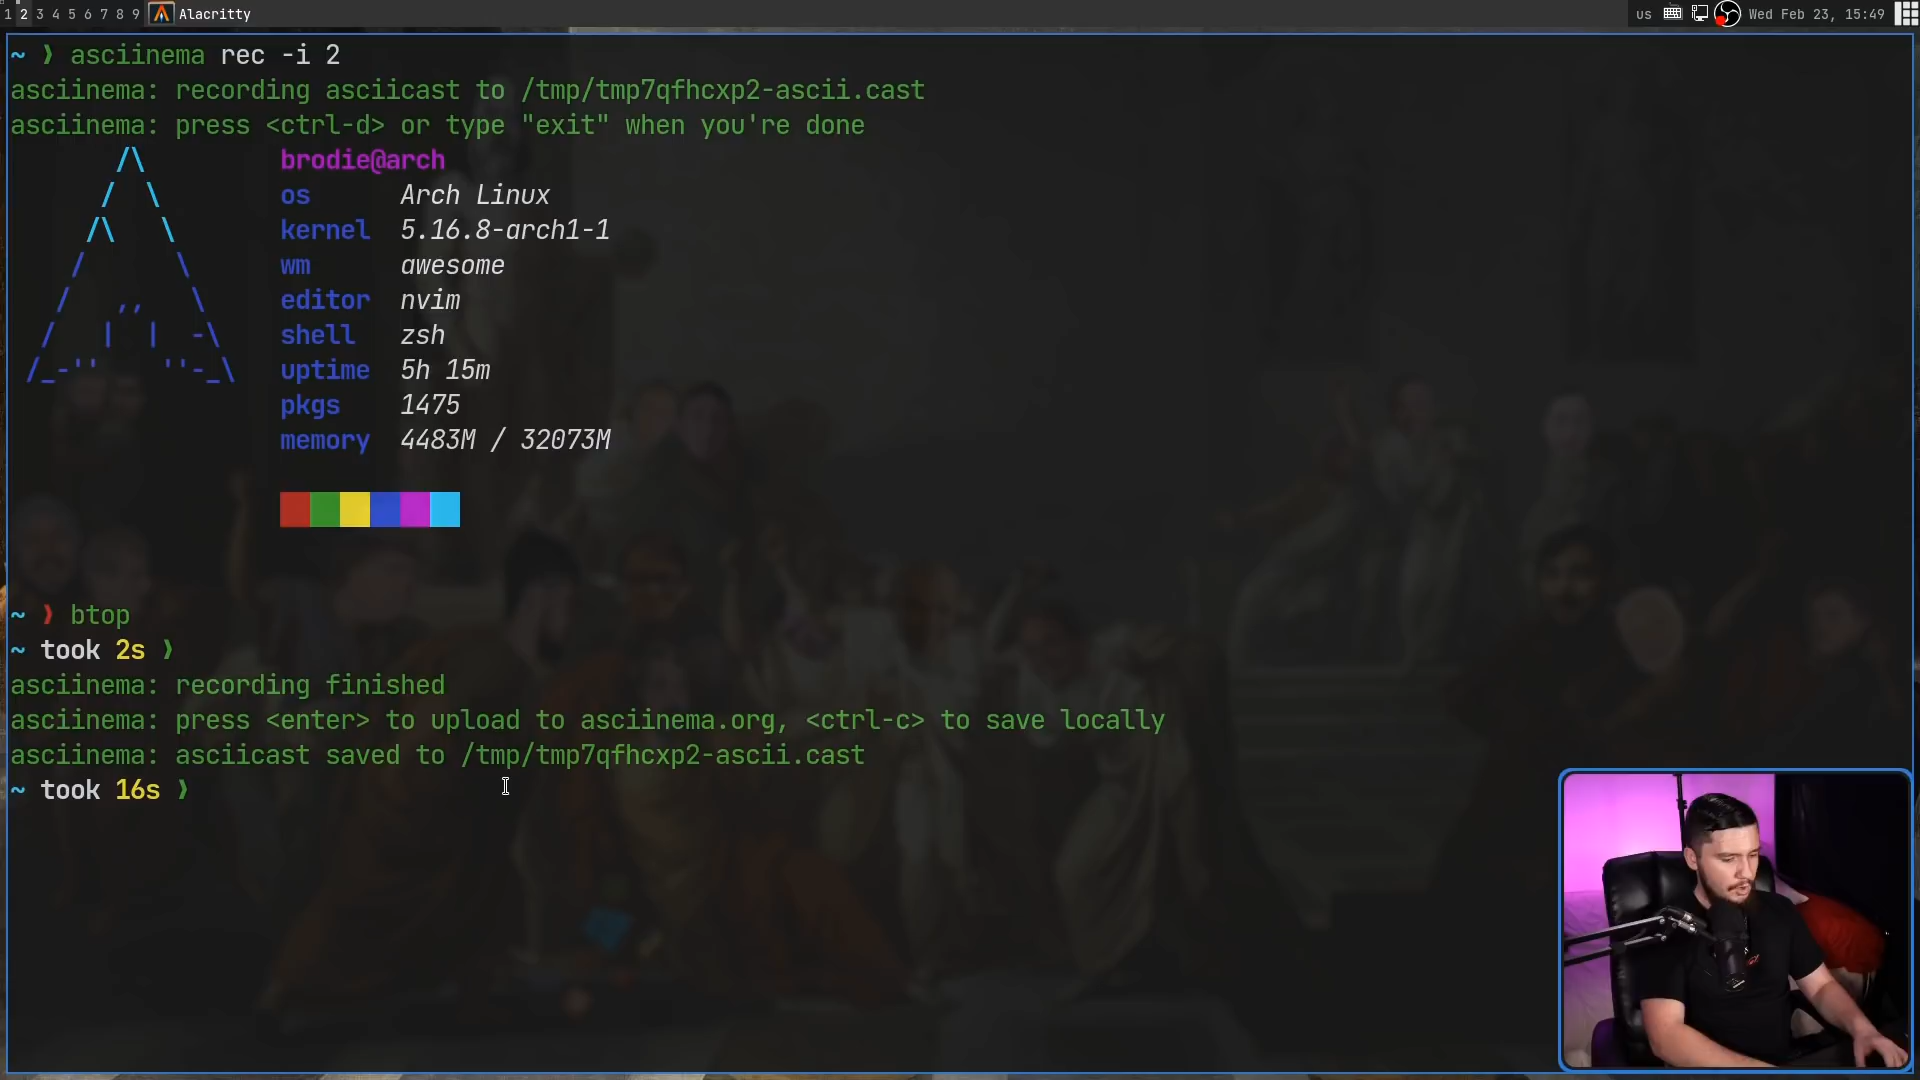 1 2 3 4 5 6 7 8 9 Alacritty us Wed Feb 23, 15:49
~ ❯ asciinema rec -i 2
asciinema: recording asciicast to /tmp/tmp7qfhcxp2-ascii.cast
asciinema: press <ctrl-d> or type "exit" when you're done
brodie@arch
os Arch Linux
kernel 5.16.8-arch1-1
wm awesome
editor nvim
shell zsh
uptime 5h 15m
pkgs 1475
memory 4483M / 32073M
~ ❯ btop
~ took 2s ❯
asciinema: recording finished
asciinema: press <enter> to upload to asciinema.org, <ctrl-c> to save locally
asciinema: asciicast saved to /tmp/tmp7qfhcxp2-ascii.cast
~ took 16s ❯